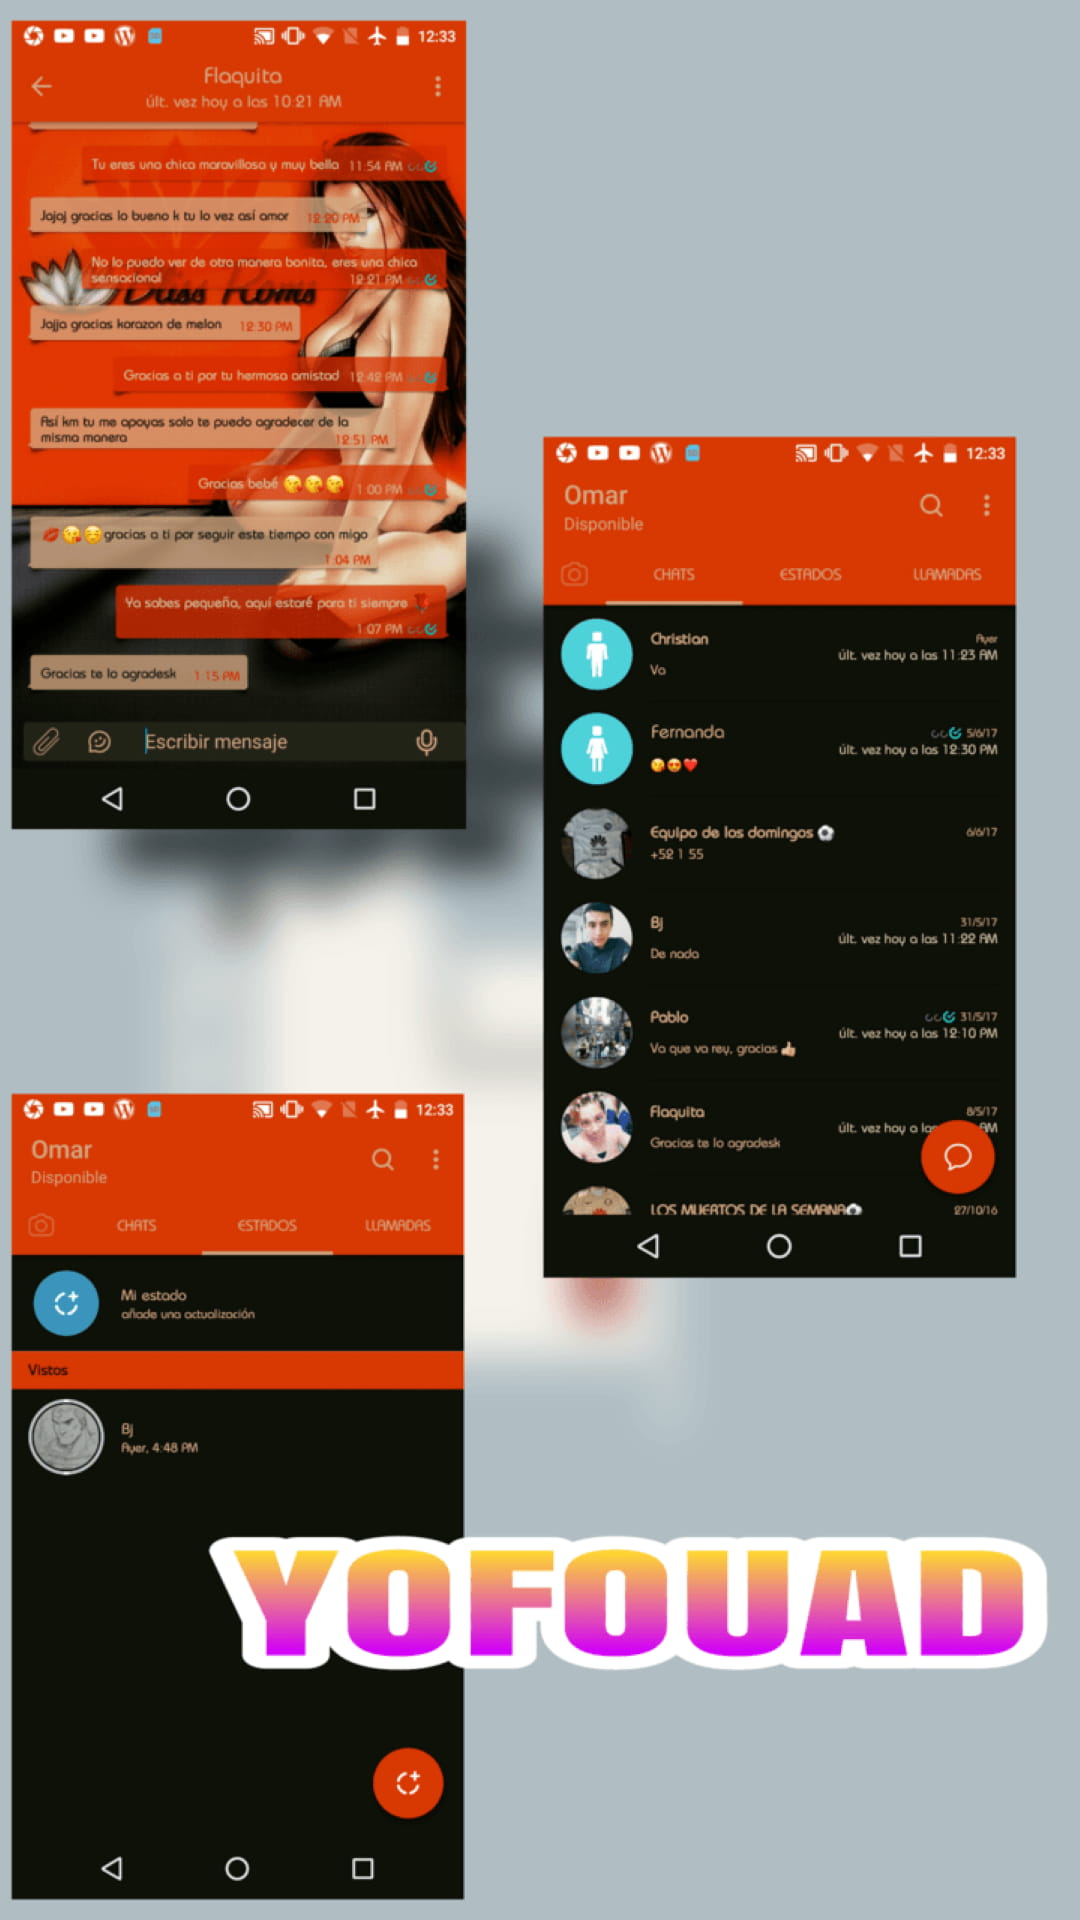 12:33
Flaquita
últ. vez hoy a las 10:21 AM
Tu eres una chica maravillosa y muy bella 11:54 AM
Jajaj gracias lo bueno k tu lo vez así amor 12:20 PM
No lo puedo ver de otra manera bonita, eres una chica
sensacional 12:21 PM
Bliss Roms
Jajja gracias korazon de melon 12:30 PM
Gracias a ti por tu hermosa amistad 12:42 PM
Así km tu me apoyas solo te puedo agradecer de la
misma manera 12:51 PM
Gracias bebé 😘😘😘 1:00 PM
💋😘☺️gracias a ti por seguir este tiempo con migo
1:04 PM
Ya sabes pequeña, aquí estaré para ti siempre 🌹
1:07 PM
Gracias te lo agradesk 1:15 PM
Escribir mensaje
12:33
Omar
Disponible
CHATS ESTADOS LLAMADAS
Christian Ayer
últ. vez hoy a las 11:23 AM
Va
Fernanda 5/6/17
últ. vez hoy a las 12:30 PM
😘😍❤️
Equipo de los domingos ⚽ 6/6/17
+52 1 55
Bj 31/5/17
últ. vez hoy a las 11:22 AM
De nada
Pablo 31/5/17
últ. vez hoy a las 12:10 PM
Va que va rey, gracias 👍🏼
Flaquita 8/5/17
últ. vez hoy a las AM
Gracias te lo agradesk
LOS MUERTOS DE LA SEMANA⚽ 27/10/16
12:33
Omar
Disponible
CHATS ESTADOS LLAMADAS
Mi estado
añade una actualización
Vistos
Bj
Ayer, 4:48 PM
YOFOUAD